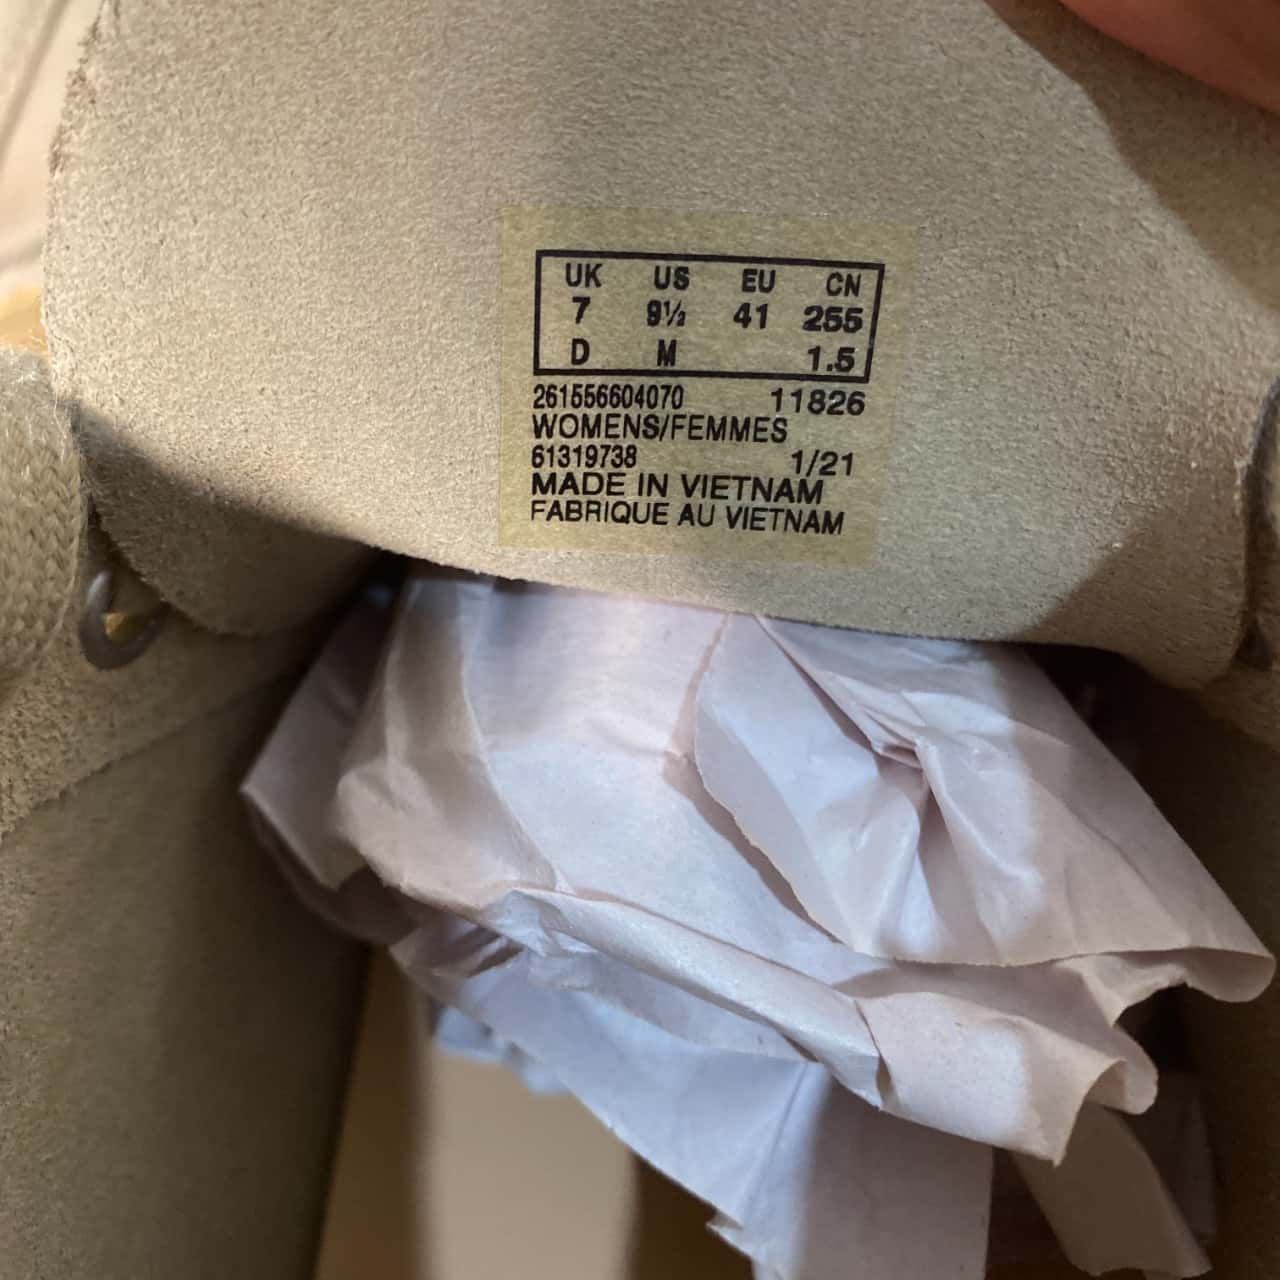 UK US EU CN
7 9½ 41 255
D M 1.5
261556604070 11826
WOMENS/FEMMES
61319738 1/21
MADE IN VIETNAM
FABRIQUE AU VIETNAM